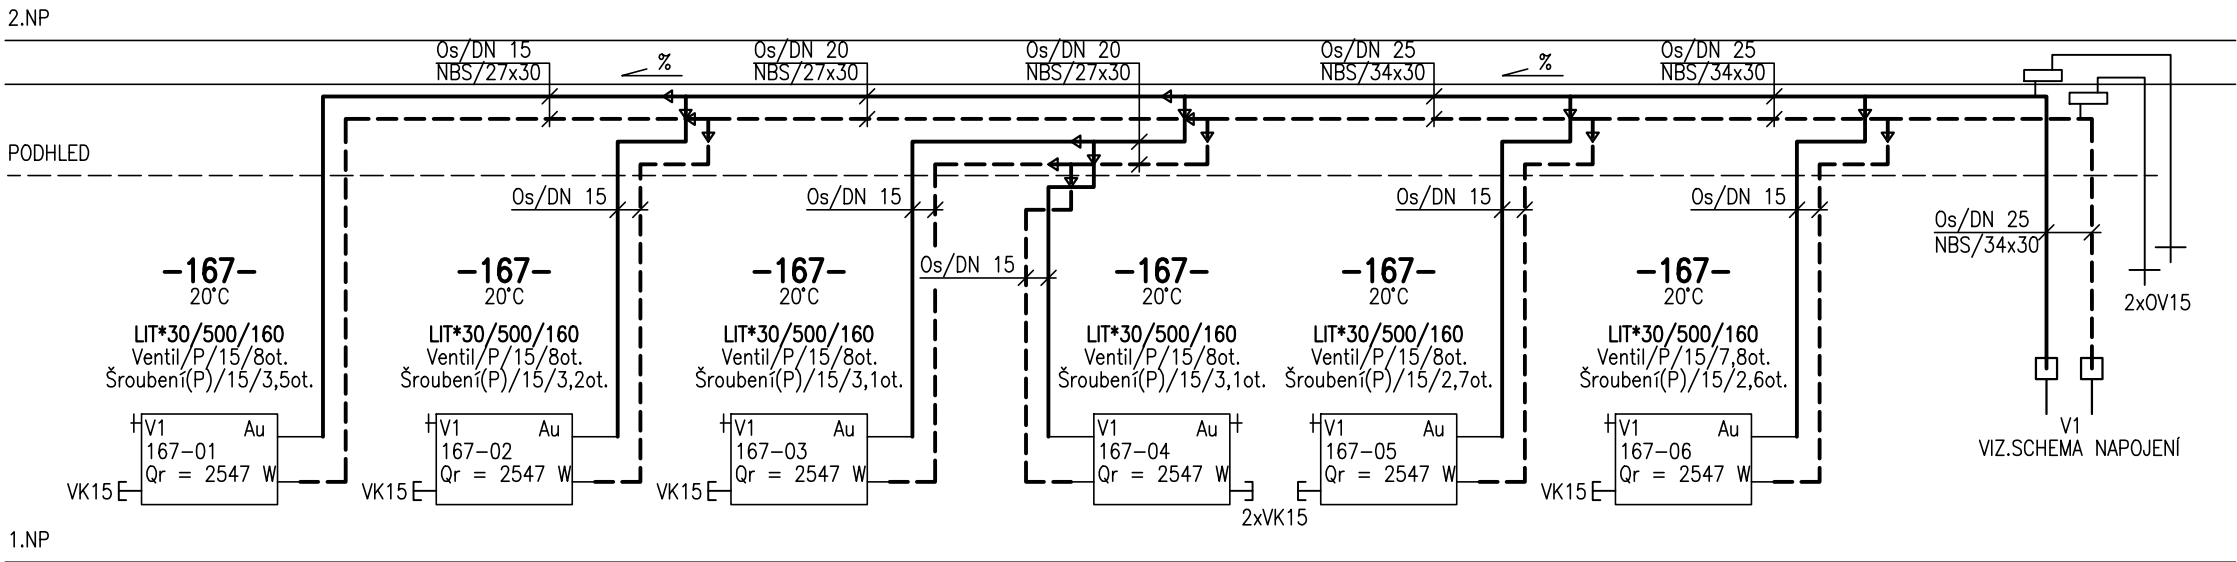 2.NP
Os/DN 15
NBS/27x30
%
Os/DN 20
NBS/27x30
Os/DN 20
NBS/27x30
Os/DN 25
NBS/34x30
%
Os/DN 25
NBS/34x30
PODHLED
Os/DN 15
Os/DN 15
Os/DN 15
Os/DN 15
Os/DN 15
Os/DN 25
NBS/34x30
-167-
20°C
LIT*30/500/160
Ventil/P/15/8ot.
Šroubení(P)/15/3,5ot.
V1 Au
167-01
Qr = 2547 W
VK15
-167-
20°C
LIT*30/500/160
Ventil/P/15/8ot.
Šroubení(P)/15/3,2ot.
V1 Au
167-02
Qr = 2547 W
VK15
-167-
20°C
LIT*30/500/160
Ventil/P/15/8ot.
Šroubení(P)/15/3,1ot.
V1 Au
167-03
Qr = 2547 W
VK15
-167-
20°C
LIT*30/500/160
Ventil/P/15/8ot.
Šroubení(P)/15/3,1ot.
V1 Au
167-04
Qr = 2547 W
2xVK15
-167-
20°C
LIT*30/500/160
Ventil/P/15/8ot.
Šroubení(P)/15/2,7ot.
V1 Au
167-05
Qr = 2547 W
-167-
20°C
LIT*30/500/160
Ventil/P/15/7,8ot.
Šroubení(P)/15/2,6ot.
V1 Au
167-06
Qr = 2547 W
VK15
2xOV15
V1
VIZ.SCHEMA NAPOJENÍ
1.NP